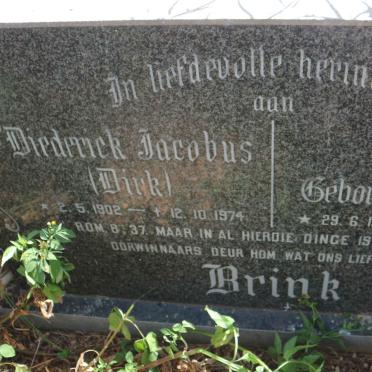 In liefdevolle herin
aan
Diederick Jacobus
(Dirk)
* 2.5.1902 — + 12.10.1974
Gebo
* 29.6.1
ROM 8:37. MAAR IN AL HIERDIE DINGE IS
OORWINNAARS DEUR HOM WAT ONS LIEF
Brink